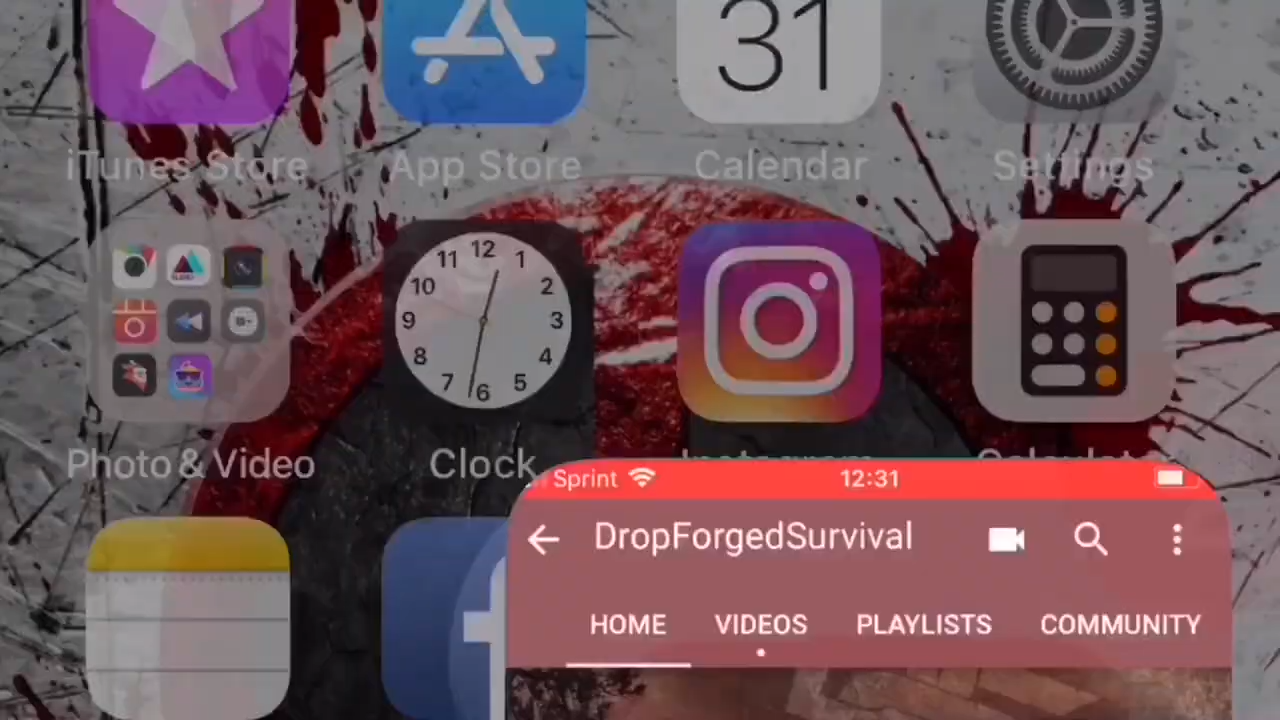 31
iTunes Store
App Store
Calendar
Settings
12
11
1
10
2
9
3
8
4
7
5
6
Photo & Video
Clock
Instagram
Sprint
12:31
DropForgedSurvival
HOME
VIDEOS
PLAYLISTS
COMMUNITY